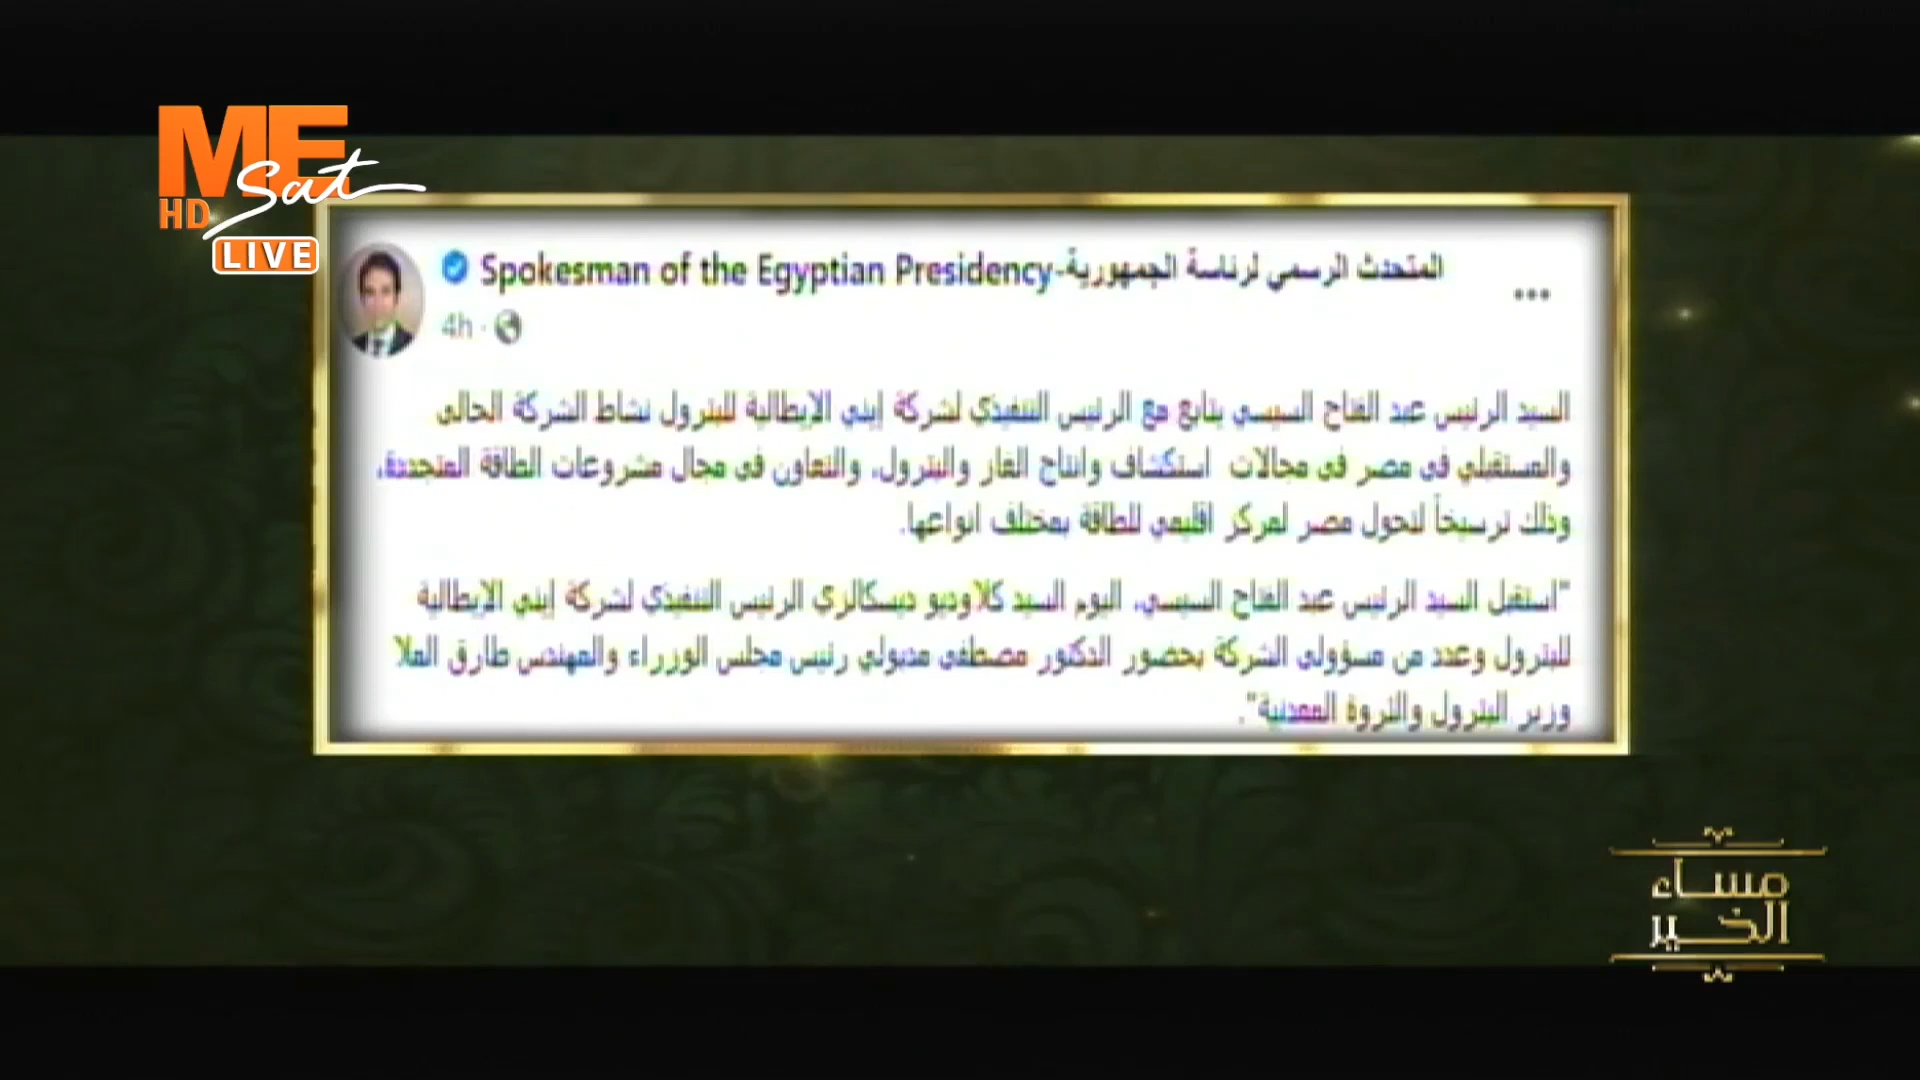 ME
Sat
HD
LIVE
Spokesman of the Egyptian Presidency-المتحدث الرسمي لرئاسة الجمهورية
4h ·
السيد الرئيس عبد الفتاح السيسي يتابع مع الرئيس التنفيذي لشركة إيني الإيطالية للبترول نشاط الشركة الحالي
والمستقبلي في مصر في مجالات استكشاف وانتاج الغاز والبترول، والتعاون في مجال مشروعات الطاقة المتجددة،
وذلك ترسيخاً لتحول مصر لمركز اقليمي للطاقة بمختلف انواعها.
"استقبل السيد الرئيس عبد الفتاح السيسي، اليوم السيد كلاوديو ديسكالزي الرئيس التنفيذي لشركة إيني الإيطالية
للبترول وعدد من مسؤولي الشركة بحضور الدكتور مصطفى مدبولي رئيس مجلس الوزراء والمهندس طارق الملا
وزير البترول والثروة المعدنية".
مساء
الخير